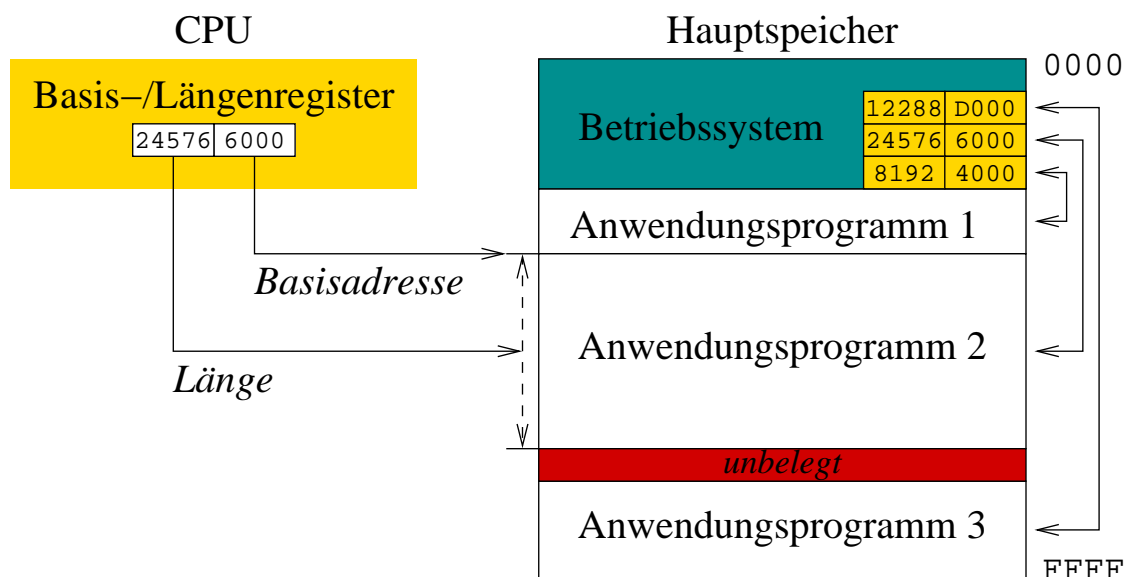 CPU
Hauptspeicher
0000
Basis–/Längenregister
24576 6000
Betriebssystem
12288 D000
24576 6000
8192 4000
Anwendungsprogramm 1
Basisadresse
Anwendungsprogramm 2
Länge
unbelegt
Anwendungsprogramm 3
FFFF